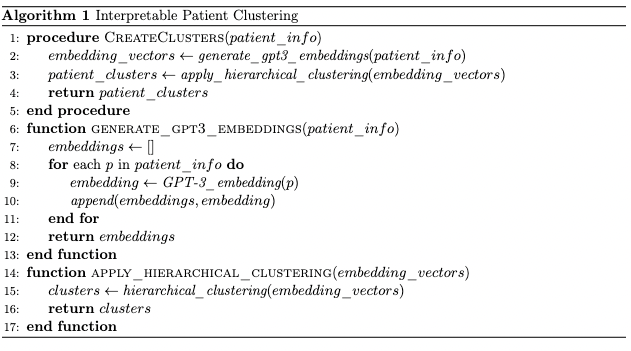 Algorithm 1 Interpretable Patient Clustering
1: procedure CREATECLUSTERS(patient_info)
2: embedding_vectors ← generate_gpt3_embeddings(patient_info)
3: patient_clusters ← apply_hierarchical_clustering(embedding_vectors)
4: return patient_clusters
5: end procedure
6: function GENERATE_GPT3_EMBEDDINGS(patient_info)
7: embeddings ← []
8: for each p in patient_info do
9: embedding ← GPT-3_embedding(p)
10: append(embeddings, embedding)
11: end for
12: return embeddings
13: end function
14: function APPLY_HIERARCHICAL_CLUSTERING(embedding_vectors)
15: clusters ← hierarchical_clustering(embedding_vectors)
16: return clusters
17: end function